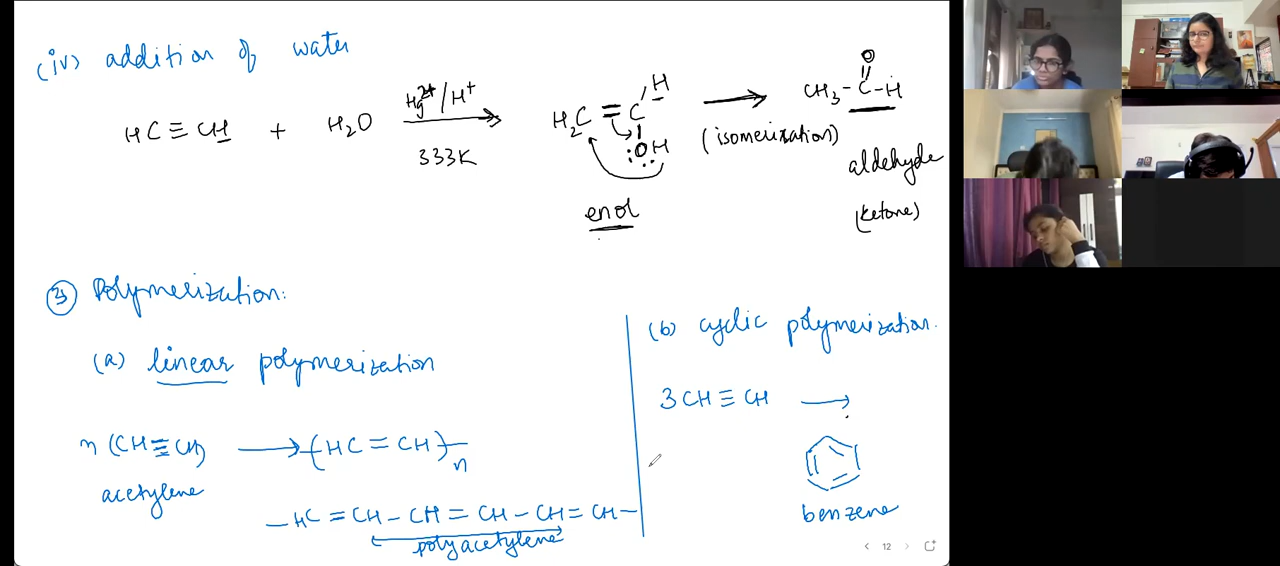 (iv) addition of water
HC ≡ CH + H₂O Hg²⁺/H⁺ 333K H₂C = C H OH (isomerization) CH₃ - C - H O
enol
aldehyde
(ketone)
③ Polymerization:
(a) linear polymerization
n (CH ≡ CH) ⟶ (HC = CH)n
acetylene
— HC = CH – CH = CH – CH = CH –
polyacetylene
(b) cyclic polymerization.
3 CH ≡ CH ⟶
benzene
12